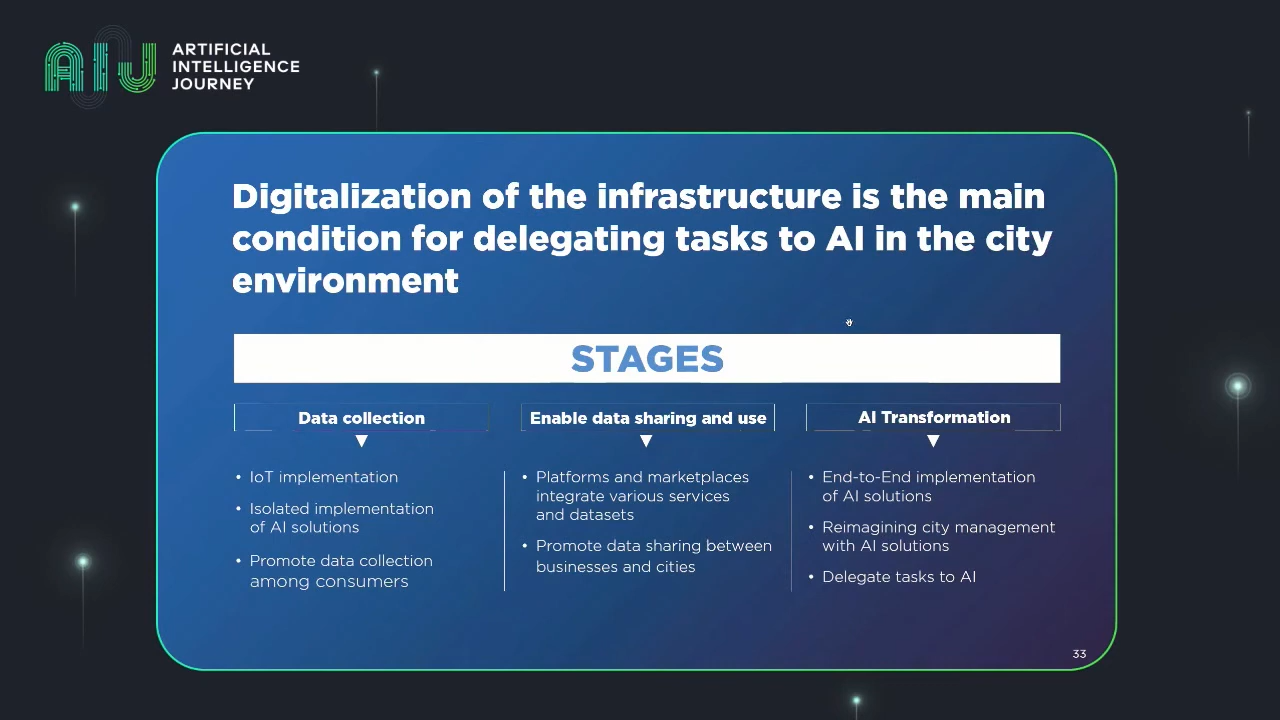 ARTIFICIAL
INTELLIGENCE
JOURNEY
Digitalization of the infrastructure is the main
condition for delegating tasks to AI in the city
environment
STAGES
Data collection
• IoT implementation
• Isolated implementation
of AI solutions
• Promote data collection
among consumers
Enable data sharing and use
• Platforms and marketplaces
integrate various services
and datasets
• Promote data sharing between
businesses and cities
AI Transformation
• End-to-End implementation
of AI solutions
• Reimagining city management
with AI solutions
• Delegate tasks to AI
33